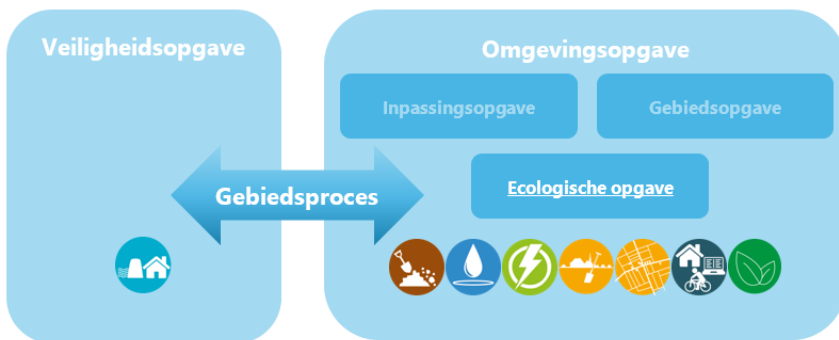 Veiligheidsopgave
Omgevingsopgave
Inpassingsopgave
Gebiedsopgave
Gebiedsproces
Ecologische opgave